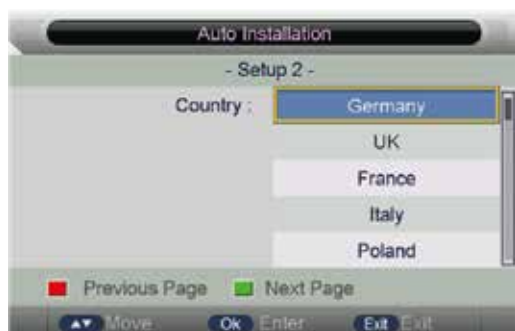 Auto Installation
- Setup 2 -
Country : Germany
UK
France
Italy
Poland
Previous Page Next Page
Move Ok Enter Exit Exit